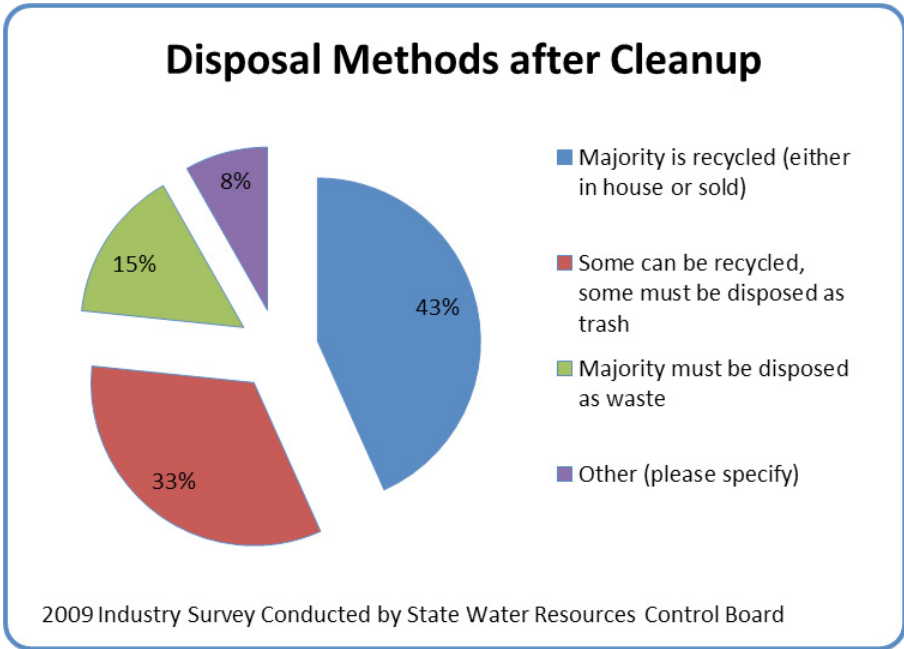 Disposal Methods after Cleanup
8%
15%
43%
33%
Majority is recycled (either
in house or sold)
Some can be recycled,
some must be disposed as
trash
Majority must be disposed
as waste
Other (please specify)
2009 Industry Survey Conducted by State Water Resources Control Board